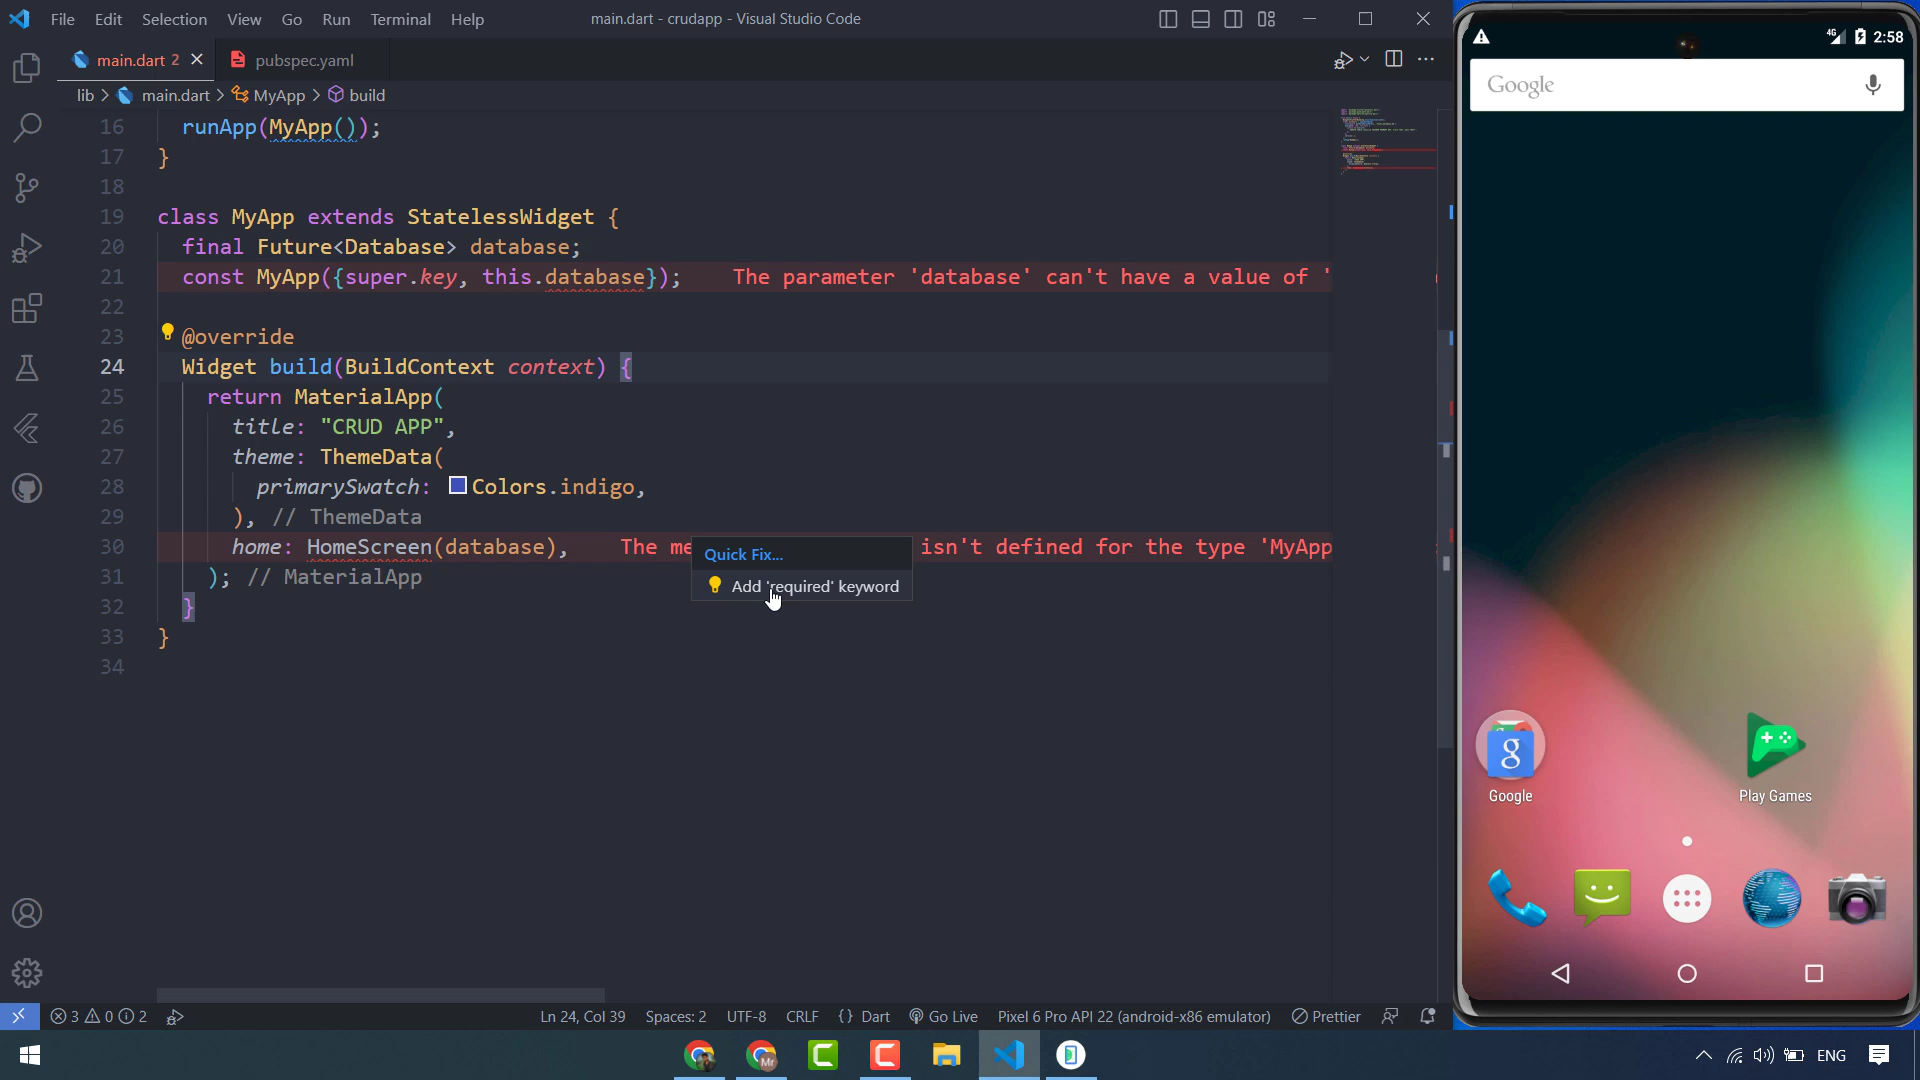 File Edit Selection View Go Run Terminal Help
main.dart - crudapp - Visual Studio Code
main.dart 2
pubspec.yaml
lib > main.dart > MyApp > build
16 runApp(MyApp());
17 }
18
19 class MyApp extends StatelessWidget {
20 final Future<Database> database;
21 const MyApp({super.key, this.database}); The parameter 'database' can't have a value of '
22
23 @override
24 Widget build(BuildContext context) {
25 return MaterialApp(
26 title: "CRUD APP",
27 theme: ThemeData(
28 primarySwatch: Colors.indigo,
29 ), // ThemeData
30 home: HomeScreen(database), The me isn't defined for the type 'MyApp
31 ); // MaterialApp
32 }
33 }
34
Quick Fix...
Add 'required' keyword
3 0 2
Ln 24, Col 39 Spaces: 2 UTF-8 CRLF {} Dart Go Live Pixel 6 Pro API 22 (android-x86 emulator) Prettier
4G 2:58
Google
Google
Play Games
Mr
ENG